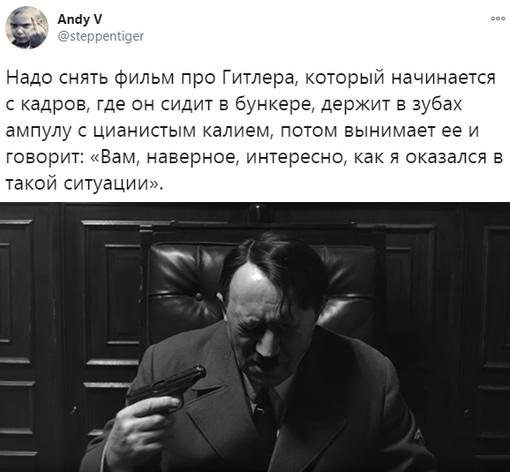 Andy V
@steppentiger
Надо снять фильм про Гитлера, который начинается
с кадров, где он сидит в бункере, держит в зубах
ампулу с цианистым калием, потом вынимает ее и
говорит: «Вам, наверное, интересно, как я оказался в
такой ситуации».